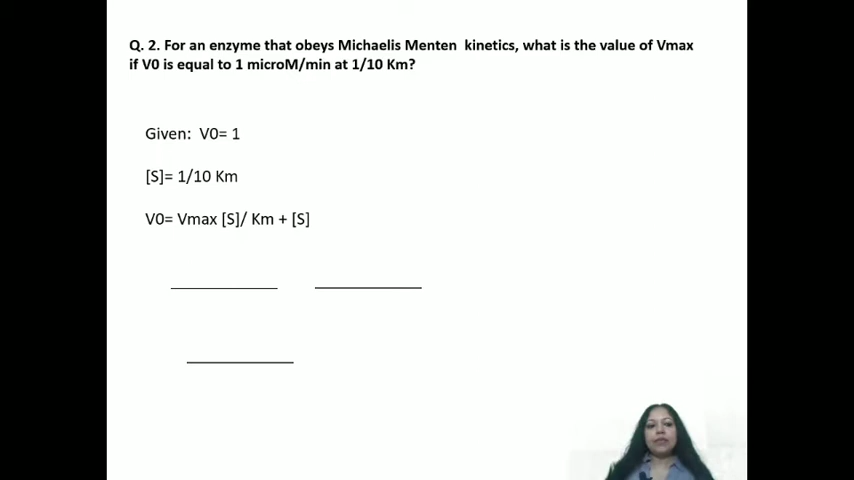 Q. 2. For an enzyme that obeys Michaelis Menten kinetics, what is the value of Vmax
if V0 is equal to 1 microM/min at 1/10 Km?
Given: V0= 1
[S]= 1/10 Km
V0= Vmax [S]/ Km + [S]